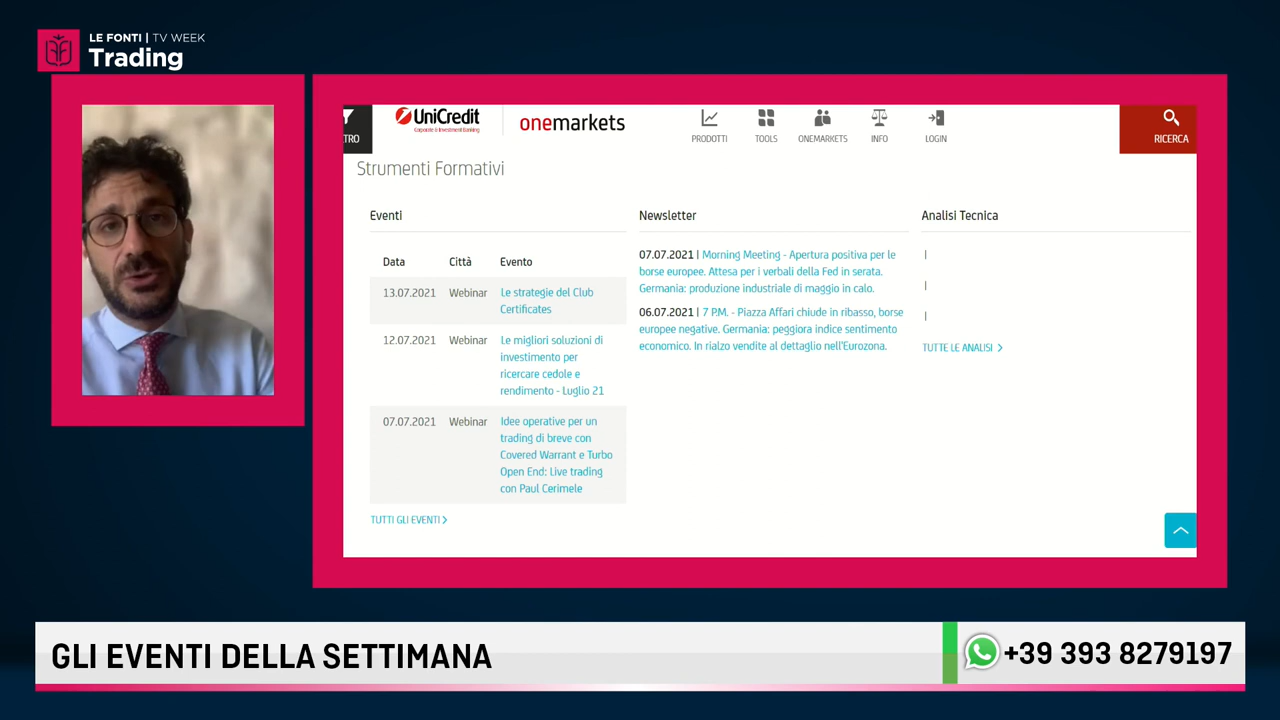 LE FONTI | TV WEEK
Trading
TRO
UniCredit
Corporate & Investment Banking
onemarkets
PRODOTTI
TOOLS
ONEMARKETS
INFO
LOGIN
RICERCA
Strumenti Formativi
Eventi
Data Città Evento
13.07.2021 Webinar Le strategie del Club
Certificates
12.07.2021 Webinar Le migliori soluzioni di
investimento per
ricercare cedole e
rendimento - Luglio 21
07.07.2021 Webinar Idee operative per un
trading di breve con
Covered Warrant e Turbo
Open End: Live trading
con Paul Cerimele
TUTTI GLI EVENTI
Newsletter
07.07.2021 | Morning Meeting - Apertura positiva per le
borse europee. Attesa per i verbali della Fed in serata.
Germania: produzione industriale di maggio in calo.
06.07.2021 | 7 P.M. - Piazza Affari chiude in ribasso, borse
europee negative. Germania: peggiora indice sentimento
economico. In rialzo vendite al dettaglio nell'Eurozona.
Analisi Tecnica
|
|
|
TUTTE LE ANALISI
GLI EVENTI DELLA SETTIMANA
+39 393 8279197